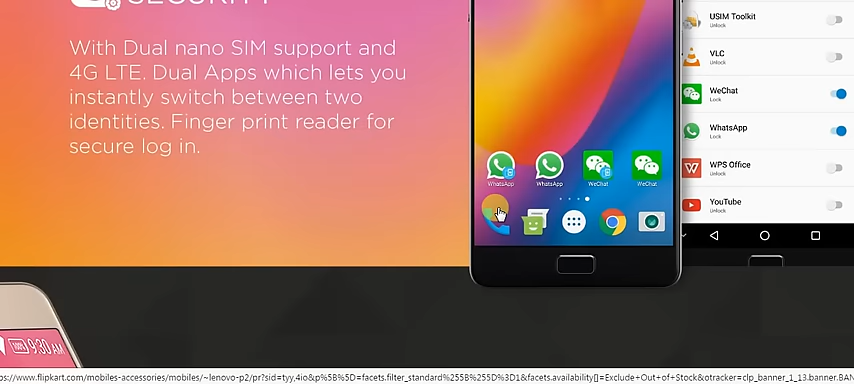 SECURITY
With Dual nano SIM support and
4G LTE. Dual Apps which lets you
instantly switch between two
identities. Finger print reader for
secure log in.
WhatsApp WhatsApp WeChat WeChat
USIM Toolkit
Unlock
VLC
Unlock
WeChat
Lock
WhatsApp
Lock
WPS Office
Unlock
YouTube
Unlock
9:30 AM
ps://www.flipkart.com/mobiles-accessories/mobiles/~lenovo-p2/pr?sid=tyy,4io&p%5B%5D=facets.filter_standard%255B%255D%3D1&facets.availability[]=Exclude+Out+of+Stock&otracker=clp_banner_1_13.banner.BAN